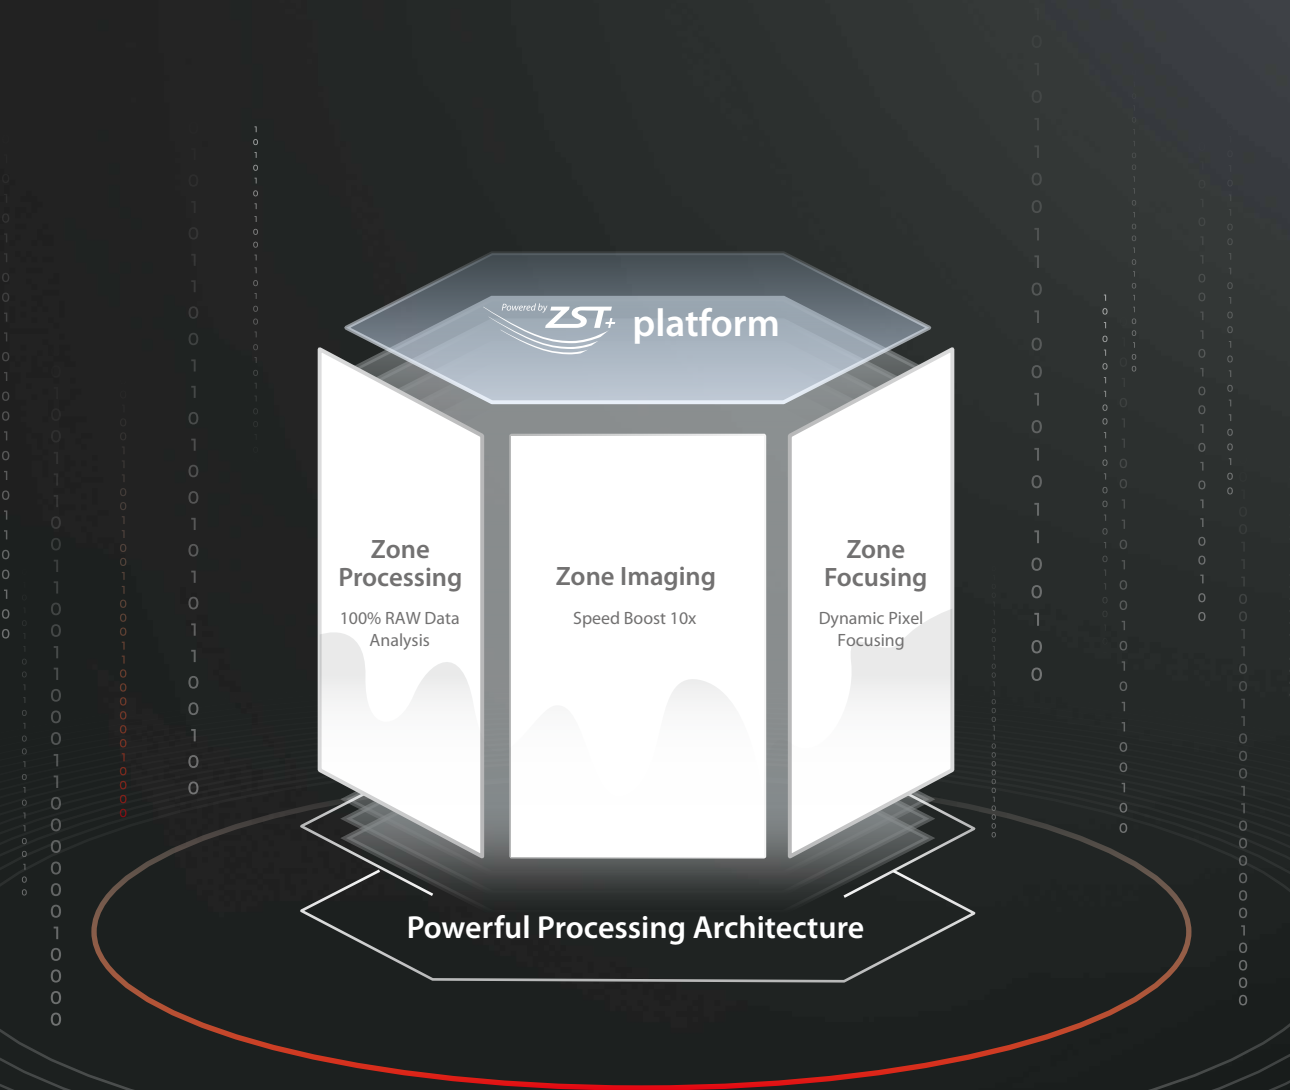 Powered by ZST+ platform
Zone
Processing
100% RAW Data
Analysis
Zone Imaging
Speed Boost 10x
Zone
Focusing
Dynamic Pixel
Focusing
Powerful Processing Architecture